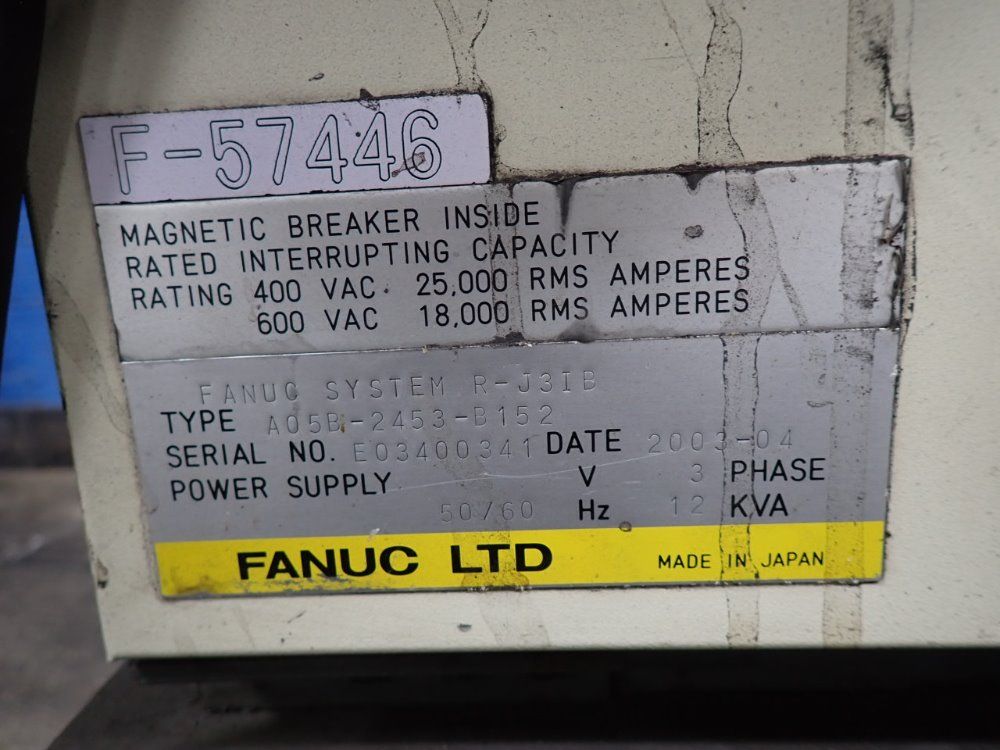 F-57446
MAGNETIC BREAKER INSIDE
RATED INTERRUPTING CAPACITY
RATING 400 VAC 25,000 RMS AMPERES
600 VAC 18,000 RMS AMPERES
FANUC SYSTEM R-J3IB
TYPE A05B-2453-B152
SERIAL NO. E03400341 DATE 2003-04
POWER SUPPLY V 3 PHASE
50/60 Hz 12 KVA
FANUC LTD MADE IN JAPAN